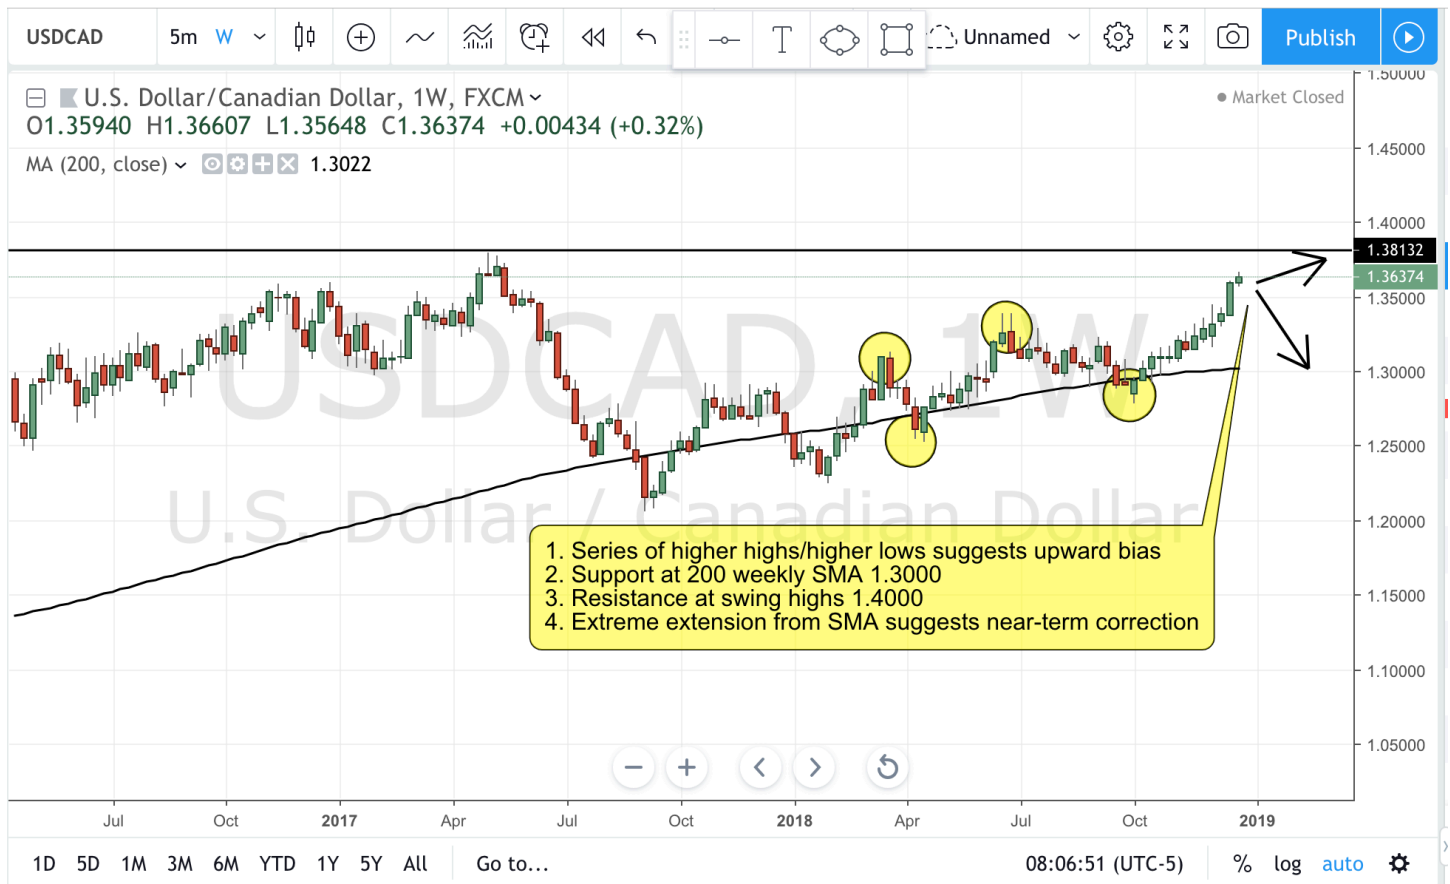 USDCAD 5m W Unnamed Publish
U.S. Dollar/Canadian Dollar, 1W, FXCM
Market Closed
O1.35940 H1.36607 L1.35648 C1.36374 +0.00434 (+0.32%)
MA (200, close) 1.3022
1.50000
1.45000
1.40000
1.38132
1.36374
1.35000
1.30000
1.25000
1.20000
1.15000
1.10000
1.05000
USDCAD, 1W
U.S. Dollar / Canadian Dollar
1. Series of higher highs/higher lows suggests upward bias
2. Support at 200 weekly SMA 1.3000
3. Resistance at swing highs 1.4000
4. Extreme extension from SMA suggests near-term correction
Jul Oct 2017 Apr Jul Oct 2018 Apr Jul Oct 2019
1D 5D 1M 3M 6M YTD 1Y 5Y All Go to... 08:06:51 (UTC-5) % log auto